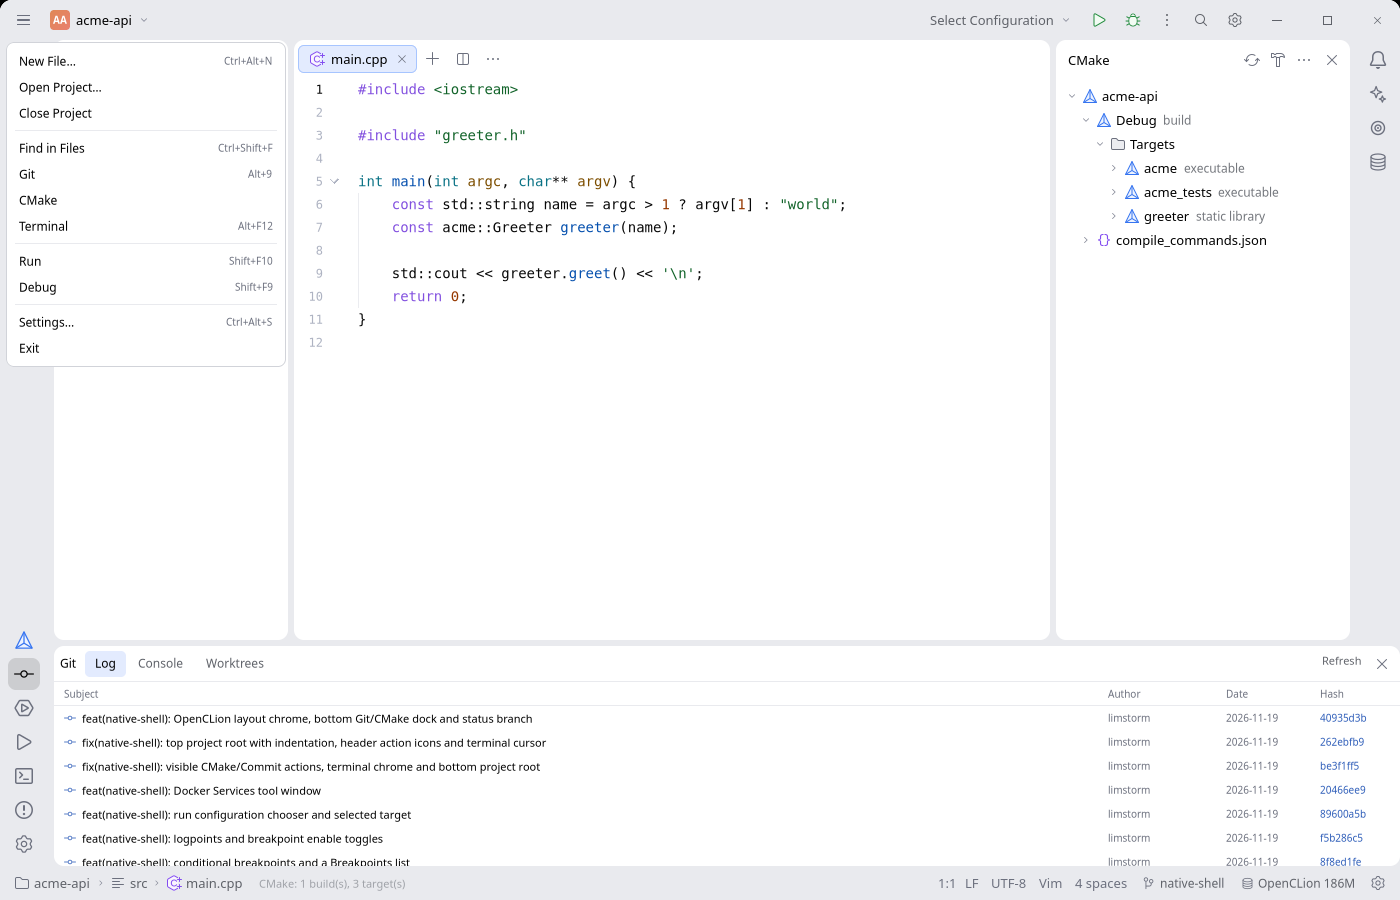 AA acme-api
Select Configuration
New File... Ctrl+Alt+N
Open Project...
Close Project
Find in Files Ctrl+Shift+F
Git Alt+9
CMake
Terminal Alt+F12
Run Shift+F10
Debug Shift+F9
Settings... Ctrl+Alt+S
Exit
main.cpp
1 #include <iostream>
2
3 #include "greeter.h"
4
5 int main(int argc, char** argv) {
6 const std::string name = argc > 1 ? argv[1] : "world";
7 const acme::Greeter greeter(name);
8
9 std::cout << greeter.greet() << '\n';
10 return 0;
11 }
12
CMake
acme-api
Debug build
Targets
acme executable
acme_tests executable
greeter static library
{} compile_commands.json
Git Log Console Worktrees Refresh
Subject Author Date Hash
feat(native-shell): OpenCLion layout chrome, bottom Git/CMake dock and status branch limstorm 2026-11-19 40935d3b
fix(native-shell): top project root with indentation, header action icons and terminal cursor limstorm 2026-11-19 262ebfb9
fix(native-shell): visible CMake/Commit actions, terminal chrome and bottom project root limstorm 2026-11-19 be3f1ff5
feat(native-shell): Docker Services tool window limstorm 2026-11-19 20466ee9
feat(native-shell): run configuration chooser and selected target limstorm 2026-11-19 89600a5b
feat(native-shell): logpoints and breakpoint enable toggles limstorm 2026-11-19 f5b286c5
feat(native-shell): conditional breakpoints and a Breakpoints list limstorm 2026-11-19 8f8ed1fe
acme-api > src > main.cpp CMake: 1 build(s), 3 target(s) 1:1 LF UTF-8 Vim 4 spaces native-shell OpenCLion 186M